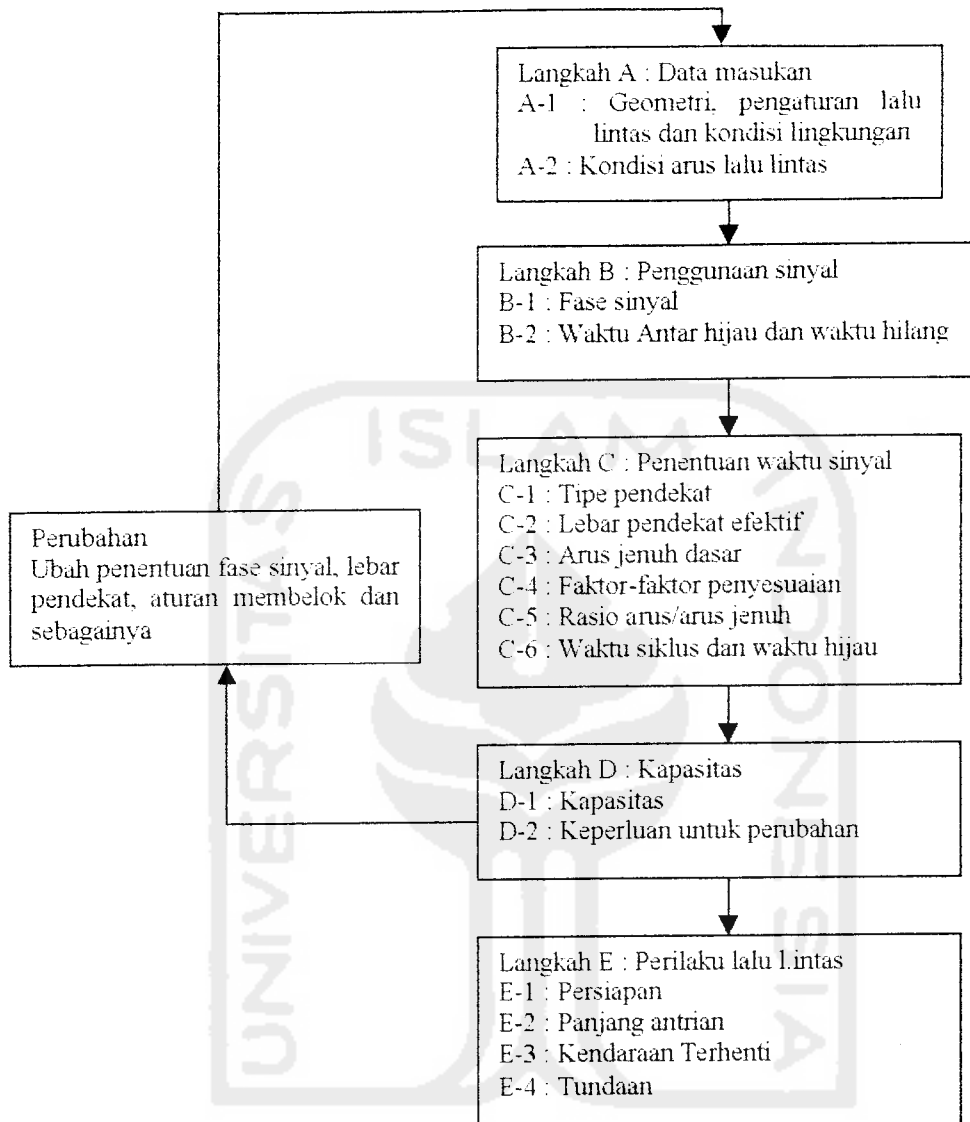 Langkah A : Data masukan
A-1 : Geometri, pengaturan lalu
lintas dan kondisi lingkungan
A-2 : Kondisi arus lalu lintas
Langkah B : Penggunaan sinyal
B-1 : Fase sinyal
B-2 : Waktu Antar hijau dan waktu hilang
Langkah C : Penentuan waktu sinyal
C-1 : Tipe pendekat
C-2 : Lebar pendekat efektif
C-3 : Arus jenuh dasar
C-4 : Faktor-faktor penyesuaian
C-5 : Rasio arus/arus jenuh
C-6 : Waktu siklus dan waktu hijau
Perubahan
Ubah penentuan fase sinyal, lebar
pendekat, aturan membelok dan
sebagainya
Langkah D : Kapasitas
D-1 : Kapasitas
D-2 : Keperluan untuk perubahan
Langkah E : Perilaku lalu Lintas
E-1 : Persiapan
E-2 : Panjang antrian
E-3 : Kendaraan Terhenti
E-4 : Tundaan
UNIVERSITAS
ISLAM
INDONESIA